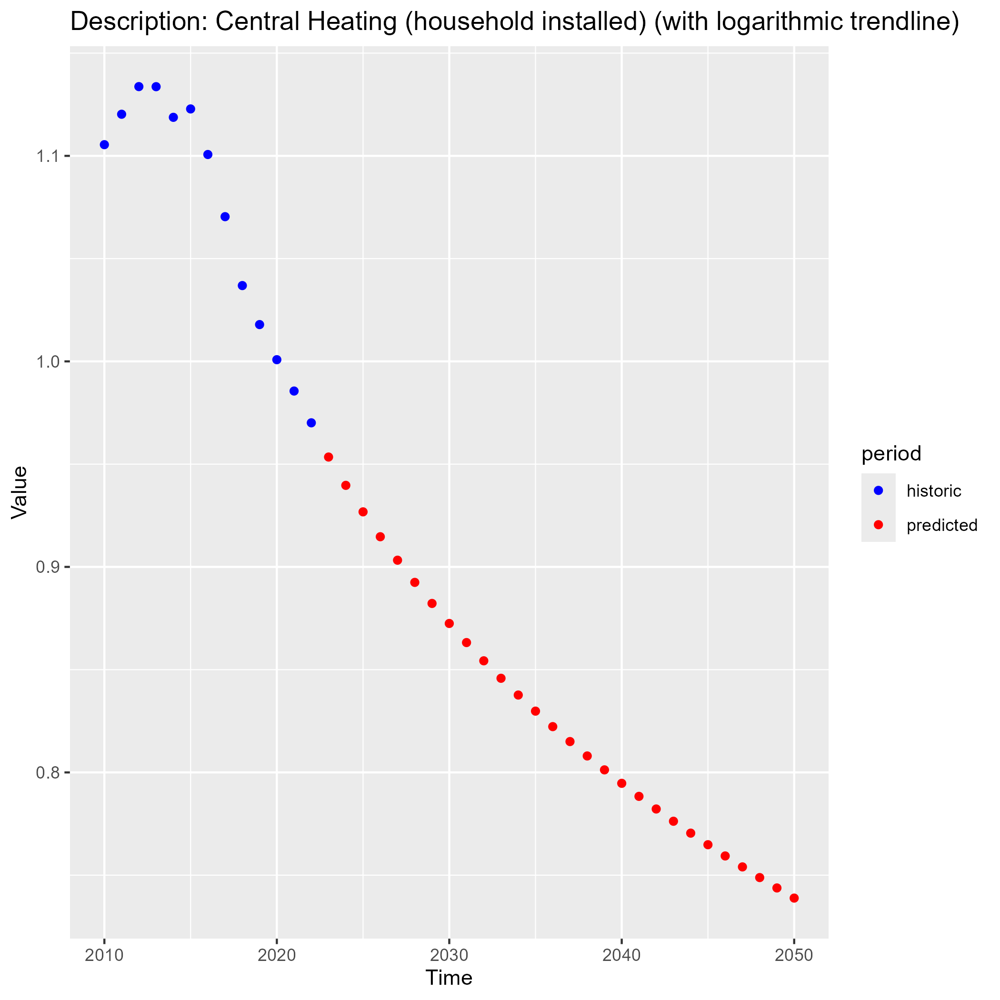 Description: Central Heating (household installed) (with logarithmic trendline)
1.1
1.0
0.9
0.8
Value
2010 2020 2030 2040 2050
Time
period
historic
predicted